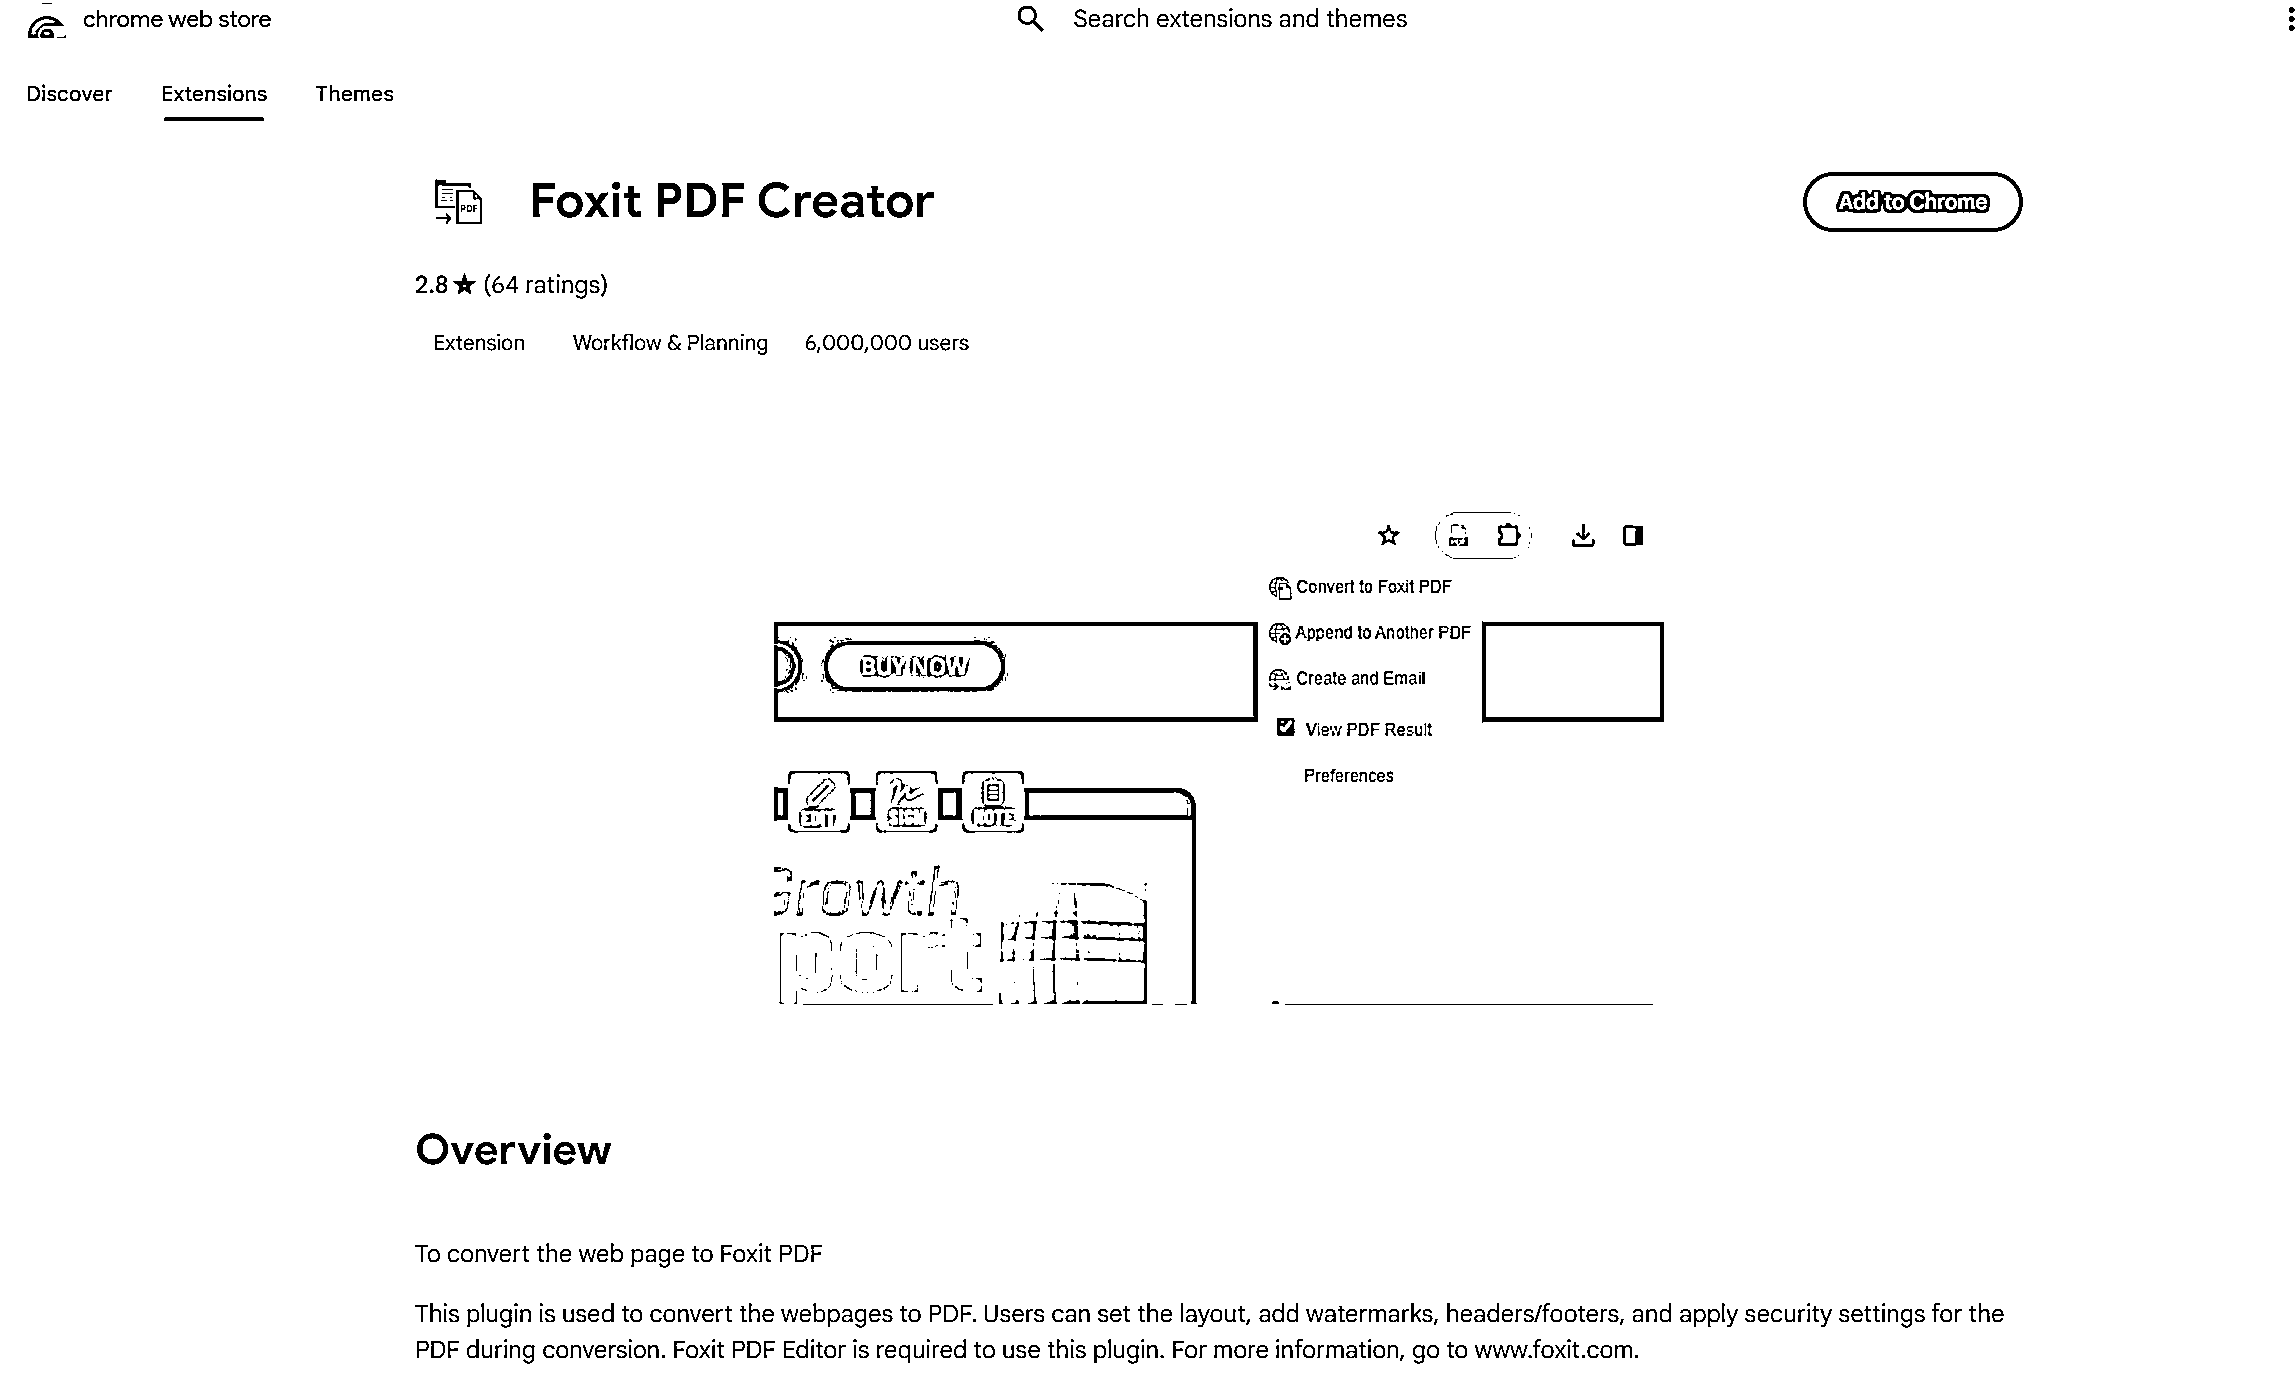 chrome web store
Search extensions and themes
Discover
Extensions
Themes
PDF
Foxit PDF Creator
Add to Chrome
2.8 ★ (64 ratings)
Extension
Workflow & Planning
6,000,000 users
Convert to Foxit PDF
Append to Another PDF
Create and Email
View PDF Result
Preferences
BUY NOW
EDIT
SIGN
NOTE
Growth
port
Overview
To convert the web page to Foxit PDF
This plugin is used to convert the webpages to PDF. Users can set the layout, add watermarks, headers/footers, and apply security settings for the
PDF during conversion. Foxit PDF Editor is required to use this plugin. For more information, go to www.foxit.com.